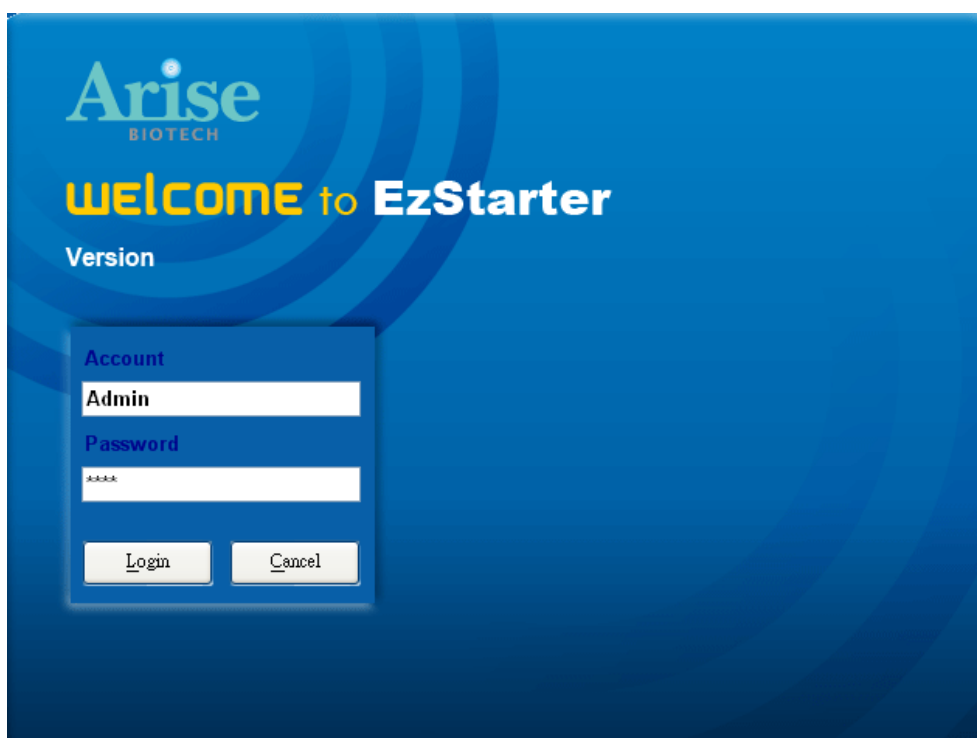 Arise
BIOTECH
WELCOME to EzStarter
Version
Account
Admin
Password
****
Login Cancel